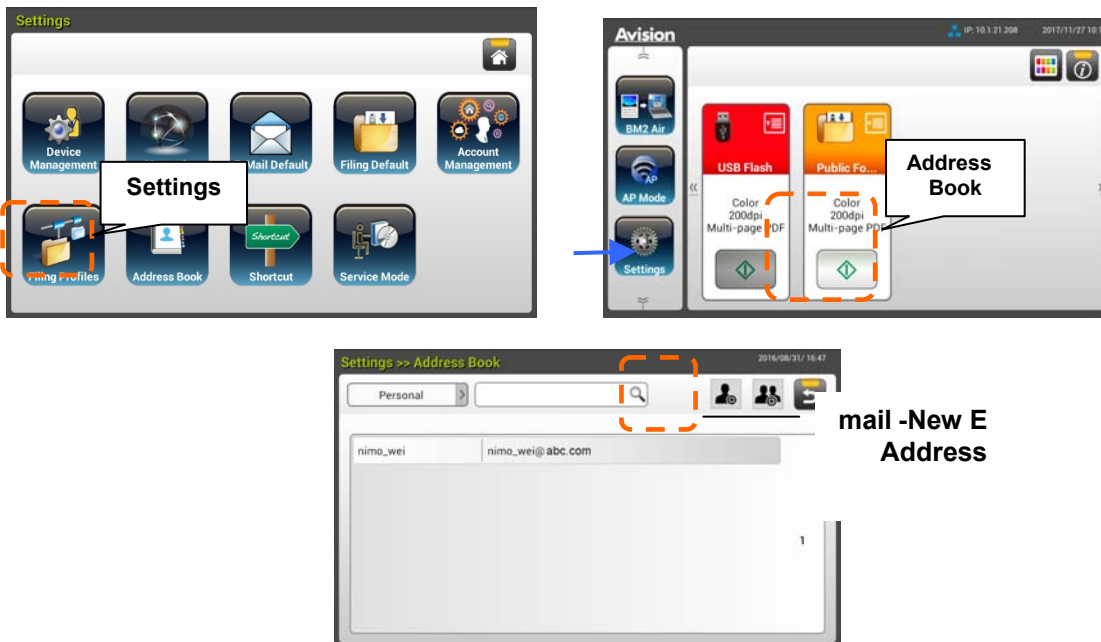 Settings
Device
Management
Mail Default
Filing Default
Account
Management
Settings
Filing Profiles
Address Book
Shortcut
Shortcut
Service Mode
Avision
IP: 10.1.21.208
2017/11/27 10:1
BM2 Air
AP
AP Mode
Settings
USB Flash
Color
200dpi
Multi-page PDF
Public Fo...
Color
200dpi
Multi-page PDF
Address
Book
Settings >> Address Book
2016/08/31/ 16:47
Personal
nimo_wei
nimo_wei@abc.com
1
mail -New E
Address